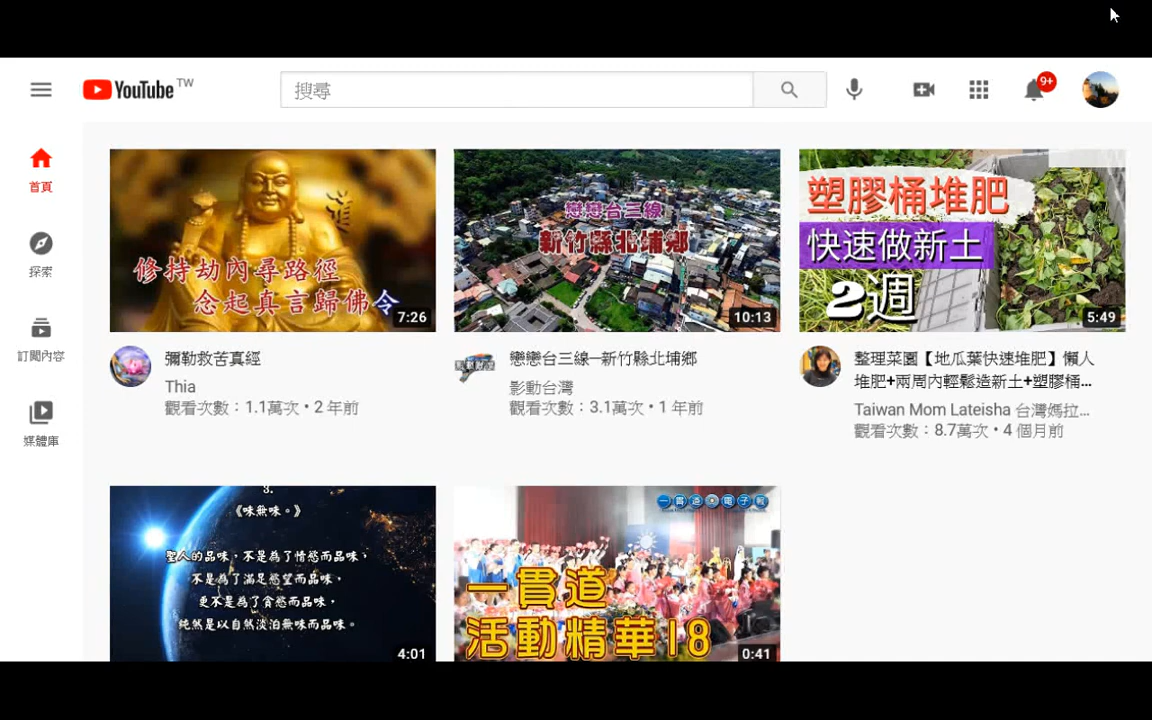 YouTube TW
搜尋
9+
首頁
探索
訂閱內容
媒體庫
道
修持劫內尋路徑
念起真言歸佛令
7:26
彌勒救苦真經
Thia
觀看次數：1.1萬次 • 2 年前
戀戀台三線
新竹縣北埔鄉
10:13
戀戀台三線─新竹縣北埔鄉
影動台灣
觀看次數：3.1萬次 • 1 年前
塑膠桶堆肥
快速做新土
2週
5:49
整理菜園【地瓜葉快速堆肥】懶人
堆肥+兩周內輕鬆造新土+塑膠桶...
Taiwan Mom Lateisha 台灣媽拉...
觀看次數：8.7萬次 • 4 個月前
3.
《味無味。》
聖人的品味，不是為了情慾而品味，
不是為了滿足慾望而品味，
更不是為了貪慾而品味，
純然是以自然淡泊無味而品味。
4:01
一貫道電子報
一貫道
活動精華18
0:41